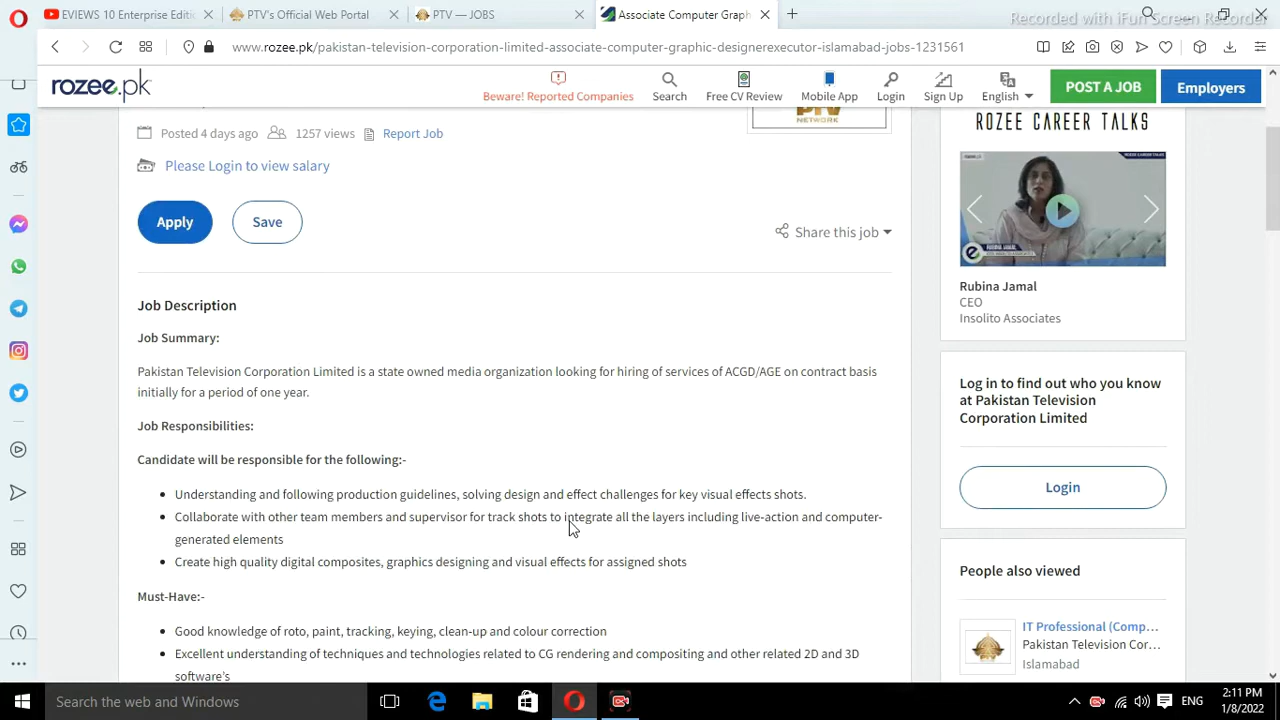 EVIEWS 10 Enterprise Editi
PTV's Official Web Portal
PTV — JOBS
Associate Computer Graph
Recorded with iFun Screen Recorder
www.rozee.pk/pakistan-television-corporation-limited-associate-computer-graphic-designerexecutor-islamabad-jobs-1231561
rozee.pk
Beware! Reported Companies
Search
Free CV Review
Mobile App
Login
Sign Up
English
POST A JOB
Employers
Posted 4 days ago
1257 views
Report Job
PTV
NETWORK
Please Login to view salary
Apply
Save
Share this job
Job Description
Job Summary:
Pakistan Television Corporation Limited is a state owned media organization looking for hiring of services of ACGD/AGE on contract basis
initially for a period of one year.
Job Responsibilities:
Candidate will be responsible for the following:-
Understanding and following production guidelines, solving design and effect challenges for key visual effects shots.
Collaborate with other team members and supervisor for track shots to integrate all the layers including live-action and computer-
generated elements
Create high quality digital composites, graphics designing and visual effects for assigned shots
Must-Have:-
Good knowledge of roto, paint, tracking, keying, clean-up and colour correction
Excellent understanding of techniques and technologies related to CG rendering and compositing and other related 2D and 3D
software's
ROZEE CAREER TALKS
RUBINA JAMAL
Rubina Jamal
CEO
Insolito Associates
Log in to find out who you know
at Pakistan Television
Corporation Limited
Login
People also viewed
IT Professional (Comp...
Pakistan Television Cor...
Islamabad
Search the web and Windows
ENG
2:11 PM
1/8/2022